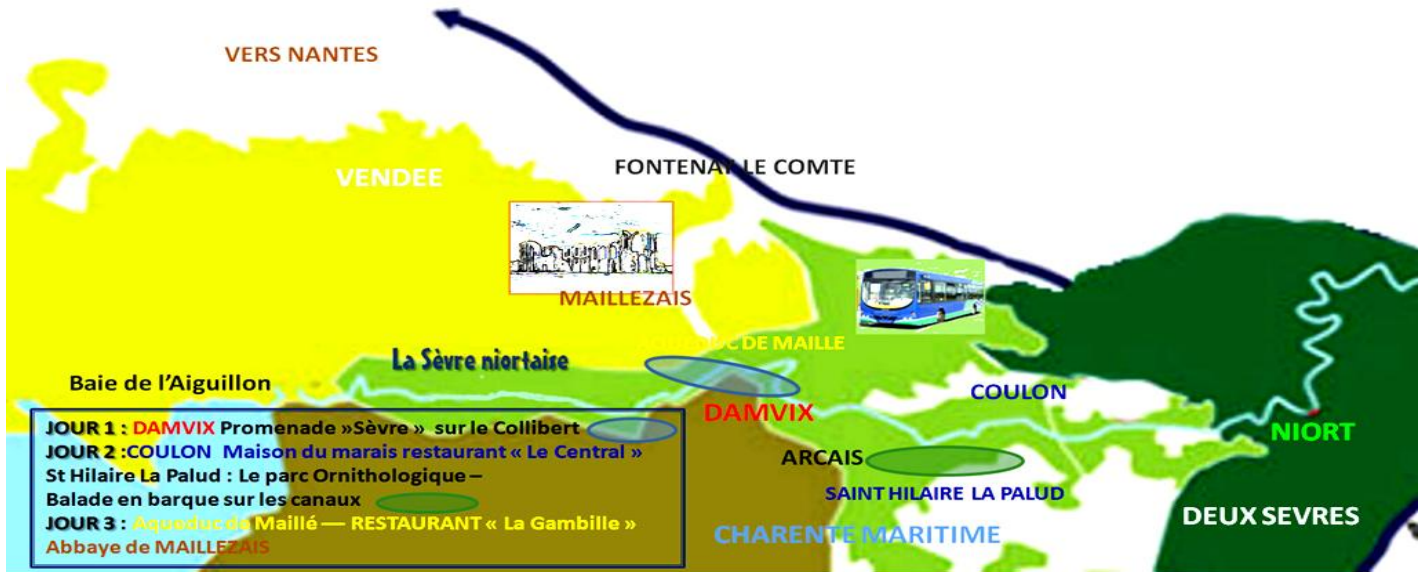 VERS NANTES
VENDEE
FONTENAY LE COMTE
MAILLEZAIS
AQUEDUC DE MAILLE
La Sèvre niortaise
Baie de l'Aiguillon
COULON
DAMVIX
NIORT
ARCAIS
SAINT HILAIRE LA PALUD
DEUX SEVRES
CHARENTE MARITIME
JOUR 1 : DAMVIX Promenade »Sèvre » sur le Collibert
JOUR 2 :COULON Maison du marais restaurant « Le Central »
St Hilaire La Palud : Le parc Ornithologique –
Balade en barque sur les canaux
JOUR 3 : Aqueduc de Maillé –– RESTAURANT « La Gambille »
Abbaye de MAILLEZAIS